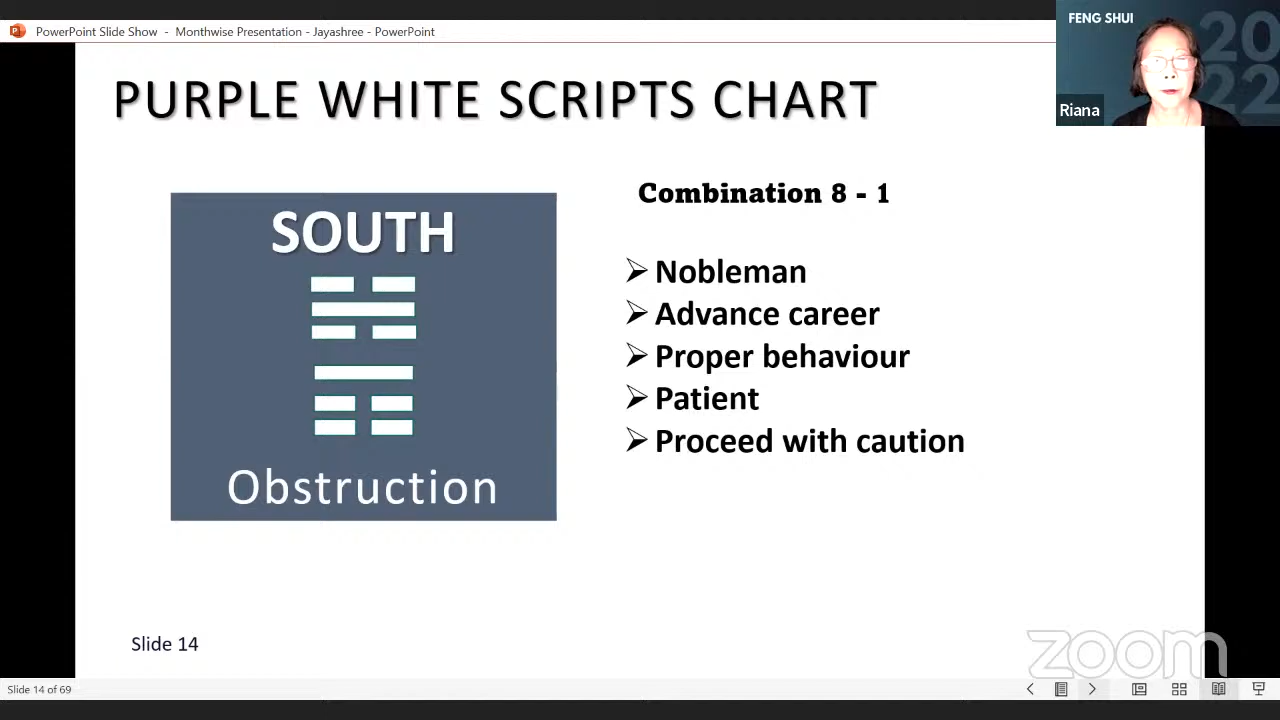 PowerPoint Slide Show - Monthwise Presentation - Jayashree - PowerPoint
FENG SHUI
2022
Riana
PURPLE WHITE SCRIPTS CHART
SOUTH
Obstruction
Combination 8 - 1
Nobleman
Advance career
Proper behaviour
Patient
Proceed with caution
Slide 14
zoom
Slide 14 of 69